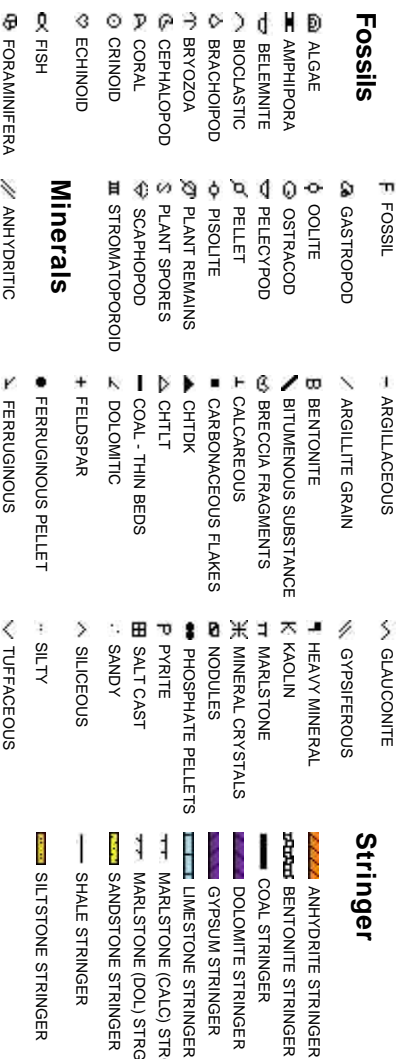 Fossils
ALGAE
AMPHIPORA
BELEMNITE
BIOCLASTIC
BRACHOIPOD
BRYOZOA
CEPHALOPOD
CORAL
CRINOID
ECHINOID
FISH
FORAMINIFERA
F FOSSIL
GASTROPOD
OOLITE
OSTRACOD
PELECYPOD
PELLET
PISOLITE
PLANT REMAINS
PLANT SPORES
SCAPHOPOD
STROMATOPOROID
Minerals
ANHYDRITIC
ARGILLACEOUS
ARGILLITE GRAIN
B BENTONITE
BITUMENOUS SUBSTANCE
BRECCIA FRAGMENTS
CALCAREOUS
CARBONACEOUS FLAKES
CHTDK
CHTLT
COAL - THIN BEDS
DOLOMITIC
FELDSPAR
FERRUGINOUS PELLET
FERRUGINOUS
GLAUCONITE
GYPSIFEROUS
HEAVY MINERAL
K KAOLIN
MARLSTONE
MINERAL CRYSTALS
NODULES
PHOSPHATE PELLETS
P PYRITE
SALT CAST
SANDY
SILICEOUS
SILTY
TUFFACEOUS
Stringer
ANHYDRITE STRINGER
BENTONITE STRINGER
COAL STRINGER
DOLOMITE STRINGER
GYPSUM STRINGER
LIMESTONE STRINGER
MARLSTONE (CALC) STR
MARLSTONE (DOL) STRG
SANDSTONE STRINGER
SHALE STRINGER
SILTSTONE STRINGER